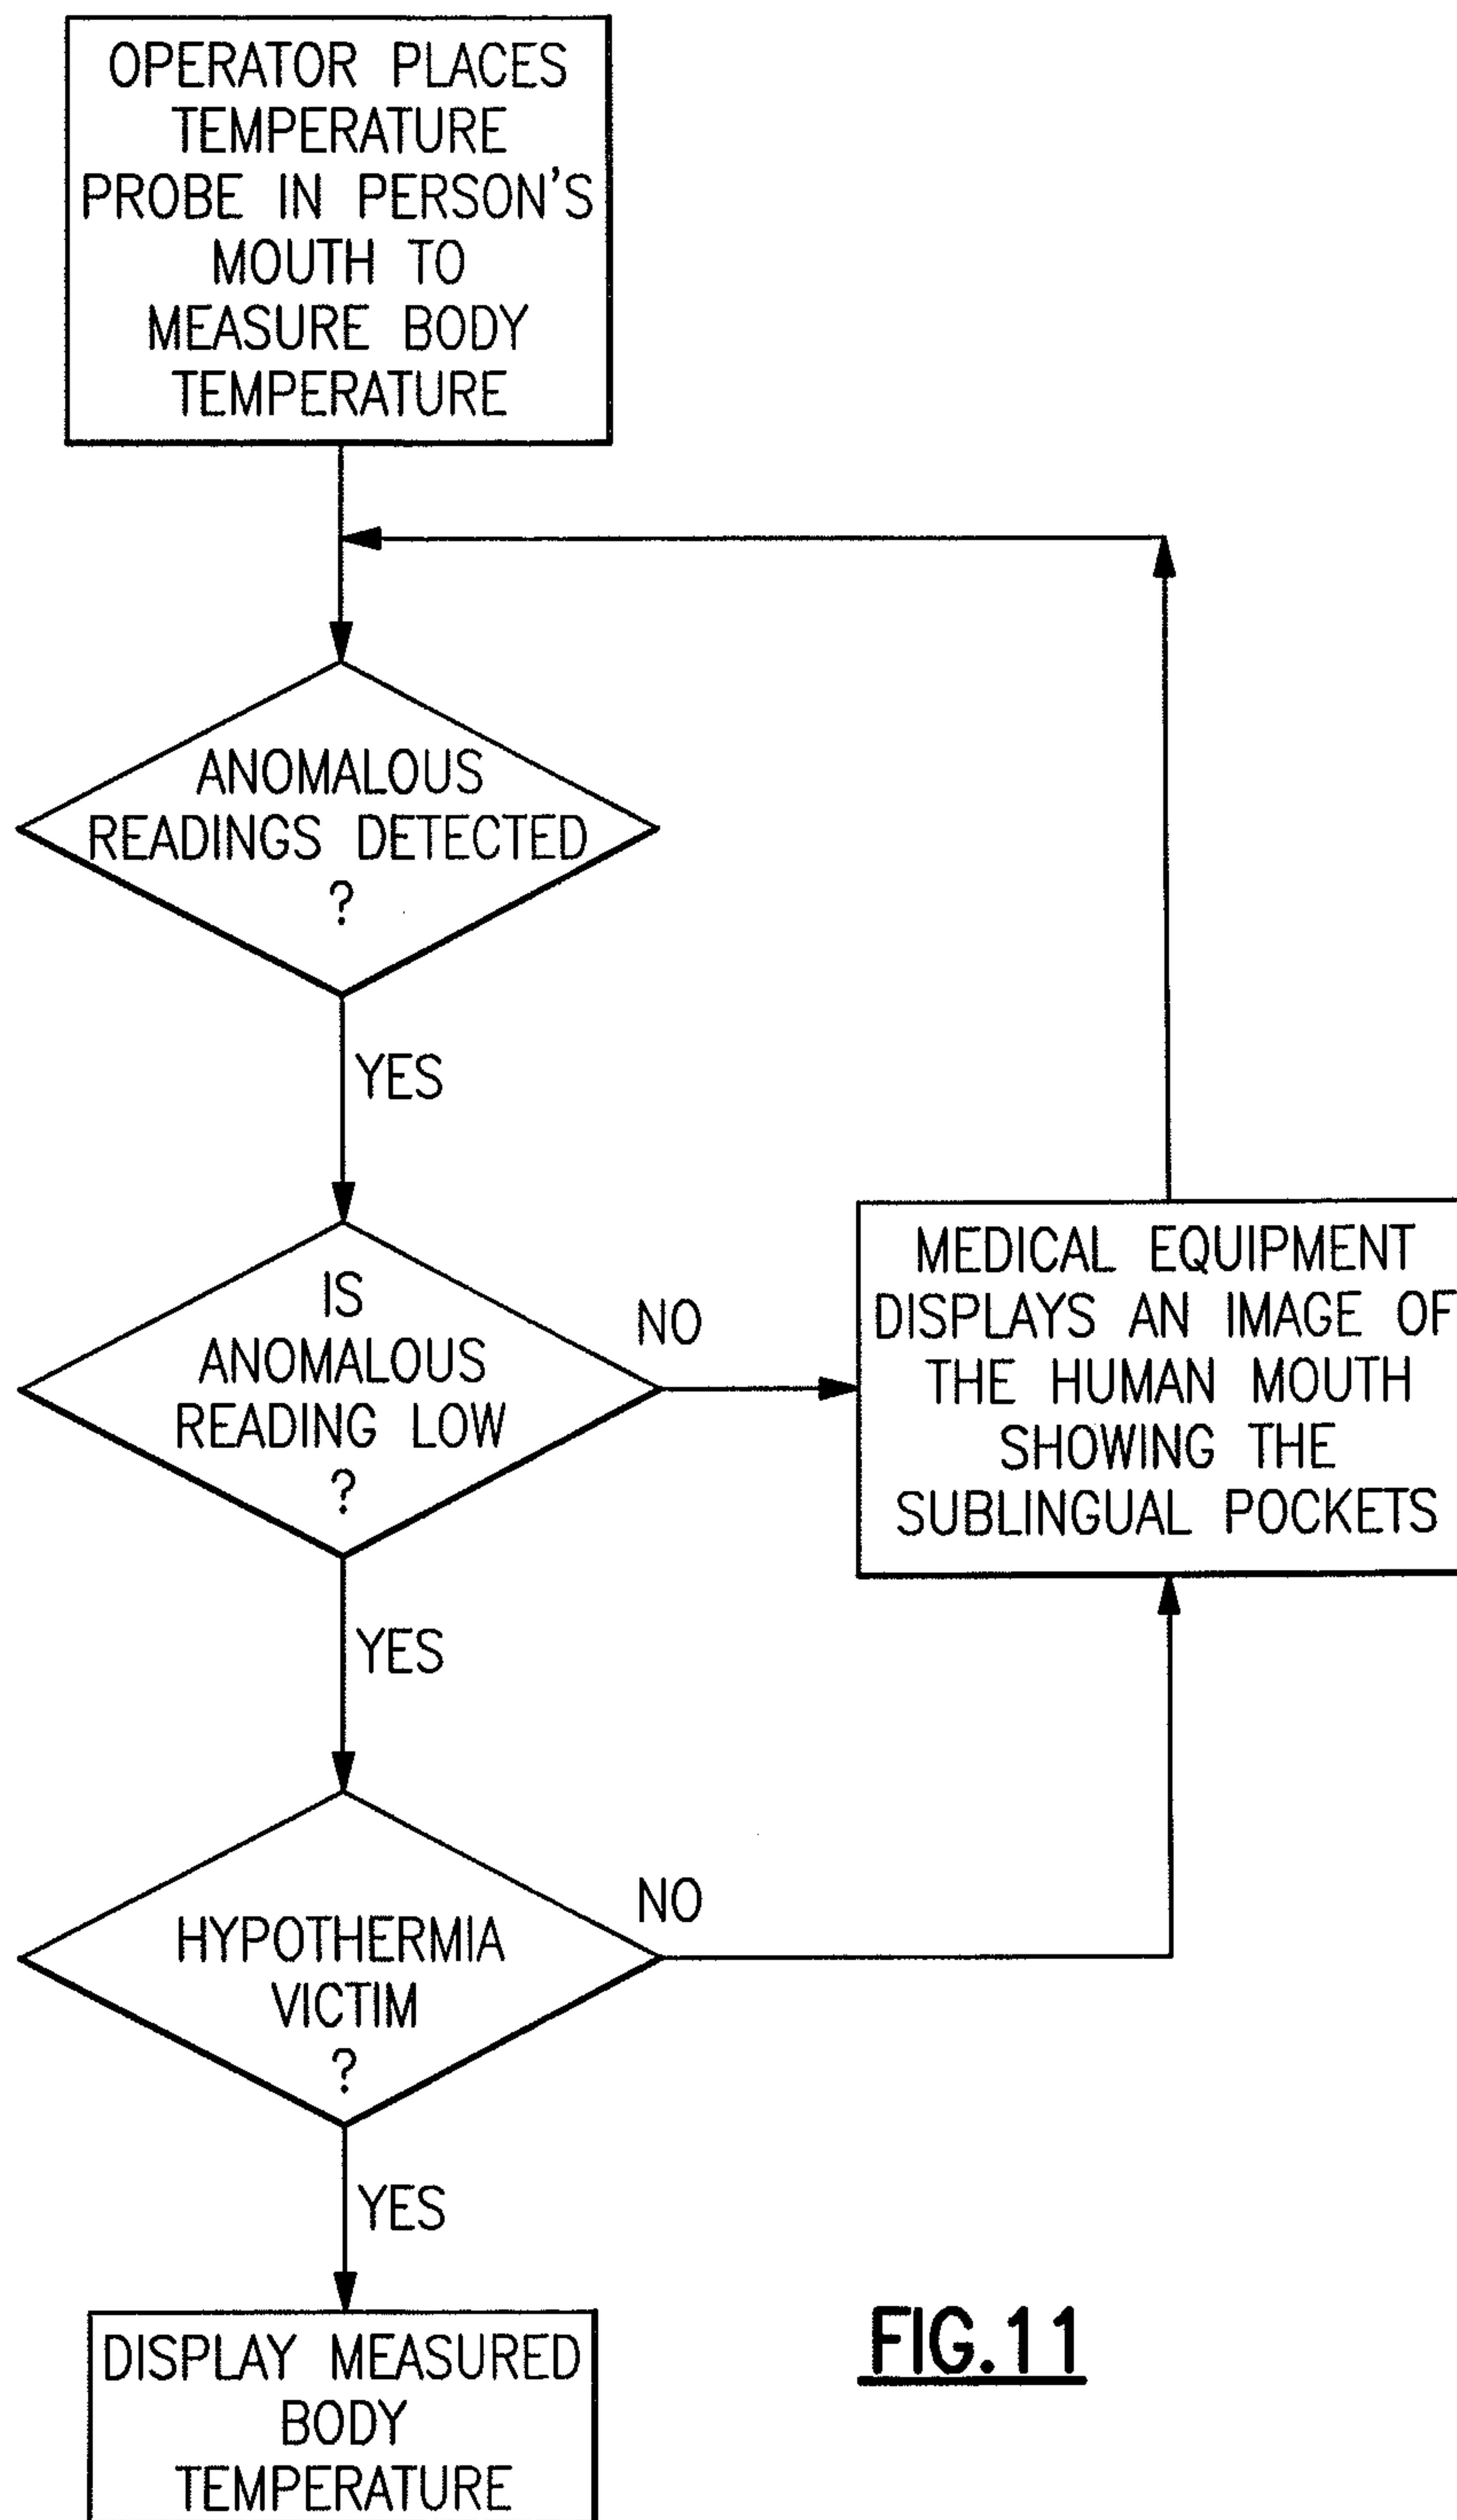 OPERATOR PLACES
TEMPERATURE
PROBE IN PERSON'S
MOUTH TO
MEASURE BODY
TEMPERATURE
ANOMALOUS
READINGS DETECTED
?
YES
IS
ANOMALOUS
READING LOW
?
NO
MEDICAL EQUIPMENT
DISPLAYS AN IMAGE OF
THE HUMAN MOUTH
SHOWING THE
SUBLINGUAL POCKETS
YES
HYPOTHERMIA
VICTIM
?
NO
YES
DISPLAY MEASURED
BODY
TEMPERATURE
FIG.11